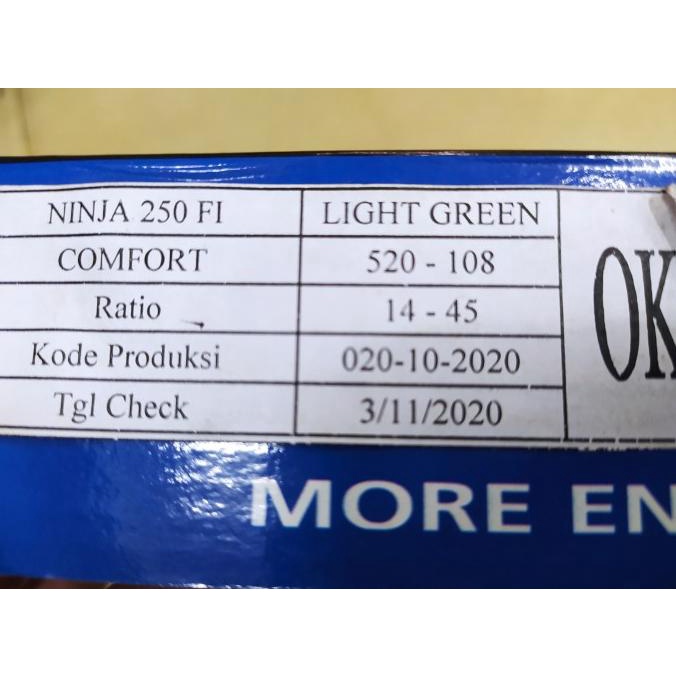 NINJA 250 FI LIGHT GREEN
COMFORT 520 - 108
Ratio 14 - 45
Kode Produksi 020-10-2020
Tgl Check 3/11/2020
OK
MORE EN